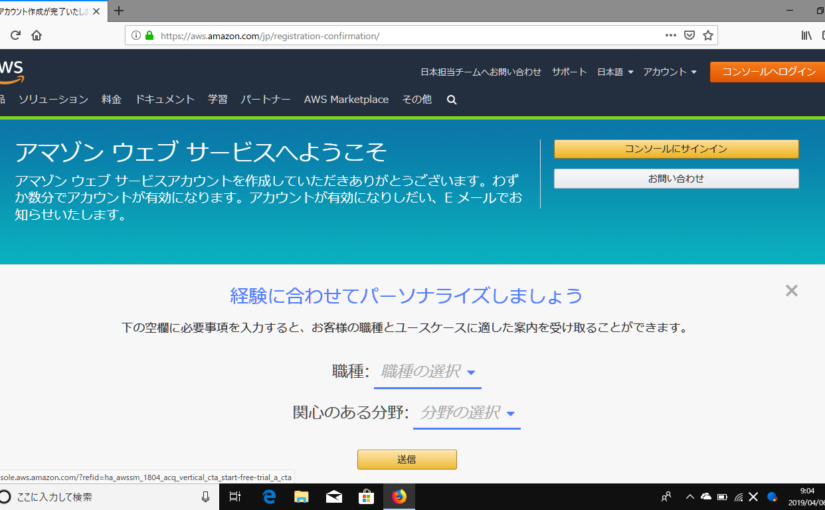 アカウント作成が完了いたしま
https://aws.amazon.com/jp/registration-confirmation/
WS
日本担当チームへお問い合わせ サポート 日本語 アカウント コンソールへログイン
品 ソリューション 料金 ドキュメント 学習 パートナー AWS Marketplace その他
アマゾン ウェブ サービスへようこそ
アマゾン ウェブ サービスアカウントを作成していただきありがとうございます。わず
か数分でアカウントが有効になります。アカウントが有効になりしだい、E メールでお
知らせいたします。
コンソールにサインイン
お問い合わせ
経験に合わせてパーソナライズしましょう
下の空欄に必要事項を入力すると、お客様の職種とユースケースに適した案内を受け取ることができます。
職種: 職種の選択
関心のある分野: 分野の選択
送信
sole.aws.amazon.com/?refid=ha_awssm_1804_acq_vertical_cta_start-free-trial_a_cta
ここに入力して検索
9:04
2019/04/06